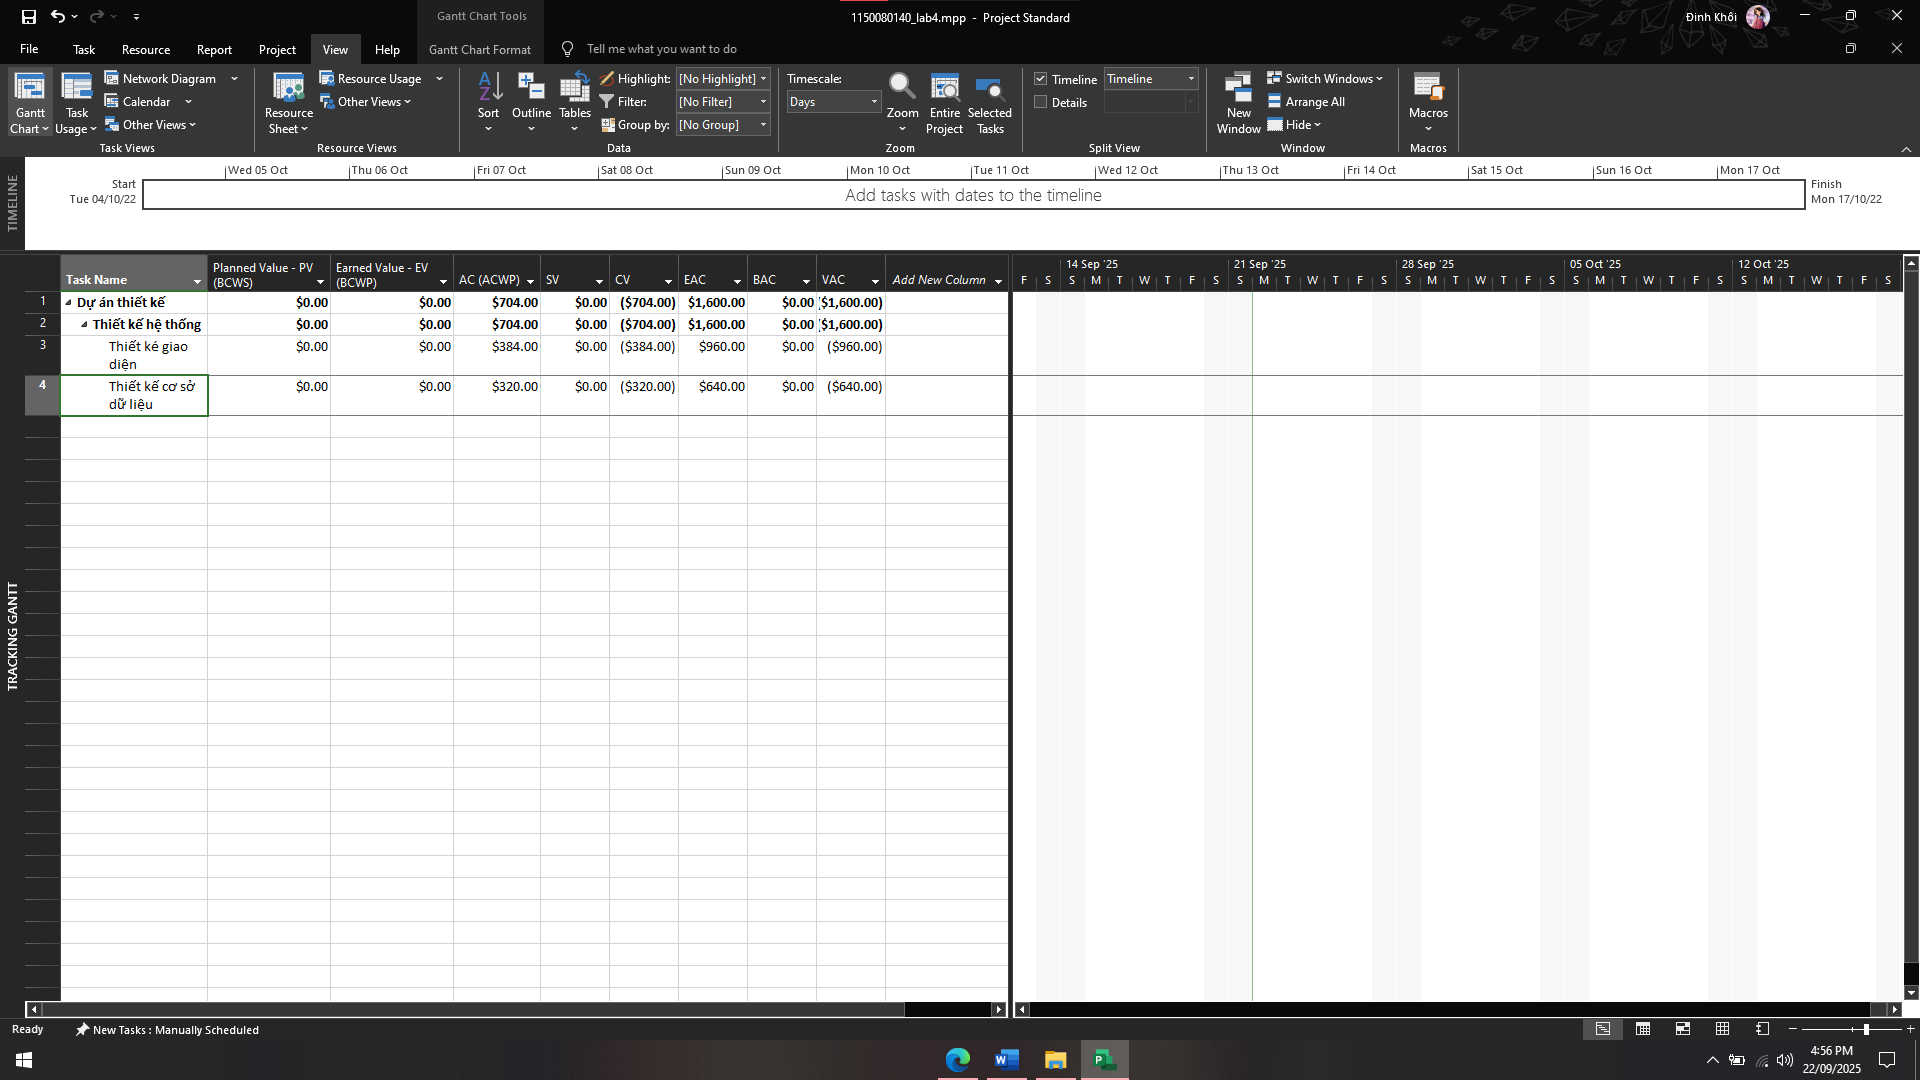 Gantt Chart Tools
1150080140_lab4.mpp - Project Standard
Đinh Khôi
File Task Resource Report Project View Help Gantt Chart Format Tell me what you want to do
Gantt Chart
Task Usage
Network Diagram
Calendar
Other Views
Task Views
Resource Sheet
Resource Usage
Other Views
Resource Views
Sort
Outline
Tables
Highlight: [No Highlight]
Filter: [No Filter]
Group by: [No Group]
Data
Timescale:
Days
Zoom
Entire Project
Selected Tasks
Zoom
Timeline Timeline
Details
Split View
New Window
Switch Windows
Arrange All
Hide
Window
Macros
Macros
TIMELINE
Wed 05 Oct Thu 06 Oct Fri 07 Oct Sat 08 Oct Sun 09 Oct Mon 10 Oct Tue 11 Oct Wed 12 Oct Thu 13 Oct Fri 14 Oct Sat 15 Oct Sun 16 Oct Mon 17 Oct
Start
Tue 04/10/22
Add tasks with dates to the timeline
Finish
Mon 17/10/22
Task Name Planned Value - PV (BCWS) Earned Value - EV (BCWP) AC (ACWP) SV CV EAC BAC VAC Add New Column
14 Sep '25 21 Sep '25 28 Sep '25 05 Oct '25 12 Oct '25
F S S M T W T F S S M T W T F S S M T W T F S S M T W T F S S M T W T F S
1 Dự án thiết kế $0.00 $0.00 $704.00 $0.00 ($704.00) $1,600.00 $0.00 ($1,600.00)
2 Thiết kế hệ thống $0.00 $0.00 $704.00 $0.00 ($704.00) $1,600.00 $0.00 ($1,600.00)
3 Thiết ké giao diện $0.00 $0.00 $384.00 $0.00 ($384.00) $960.00 $0.00 ($960.00)
4 Thiết kế cơ sở dữ liệu $0.00 $0.00 $320.00 $0.00 ($320.00) $640.00 $0.00 ($640.00)
TRACKING GANTT
Ready New Tasks : Manually Scheduled
4:56 PM
22/09/2025